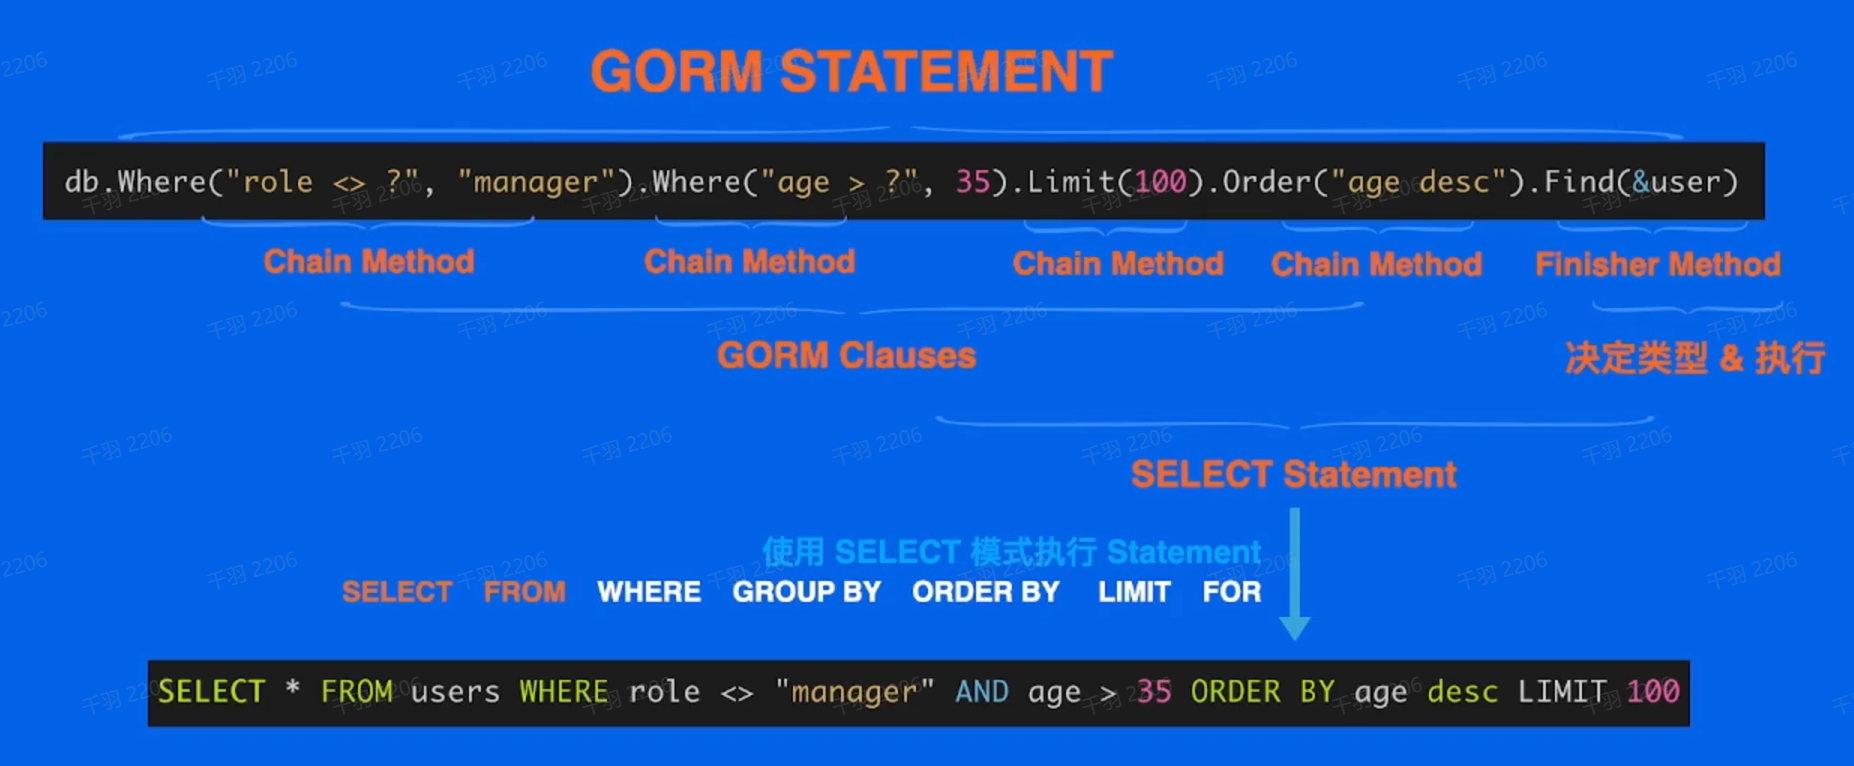 GORM STATEMENT
db.Where("role <> ?", "manager").Where("age > ?", 35).Limit(100).Order("age desc").Find(&user)
Chain Method Chain Method Chain Method Chain Method Finisher Method
GORM Clauses 决定类型 & 执行
SELECT Statement
使用 SELECT 模式执行 Statement
SELECT FROM WHERE GROUP BY ORDER BY LIMIT FOR
SELECT * FROM users WHERE role <> "manager" AND age > 35 ORDER BY age desc LIMIT 100
千羽 2206